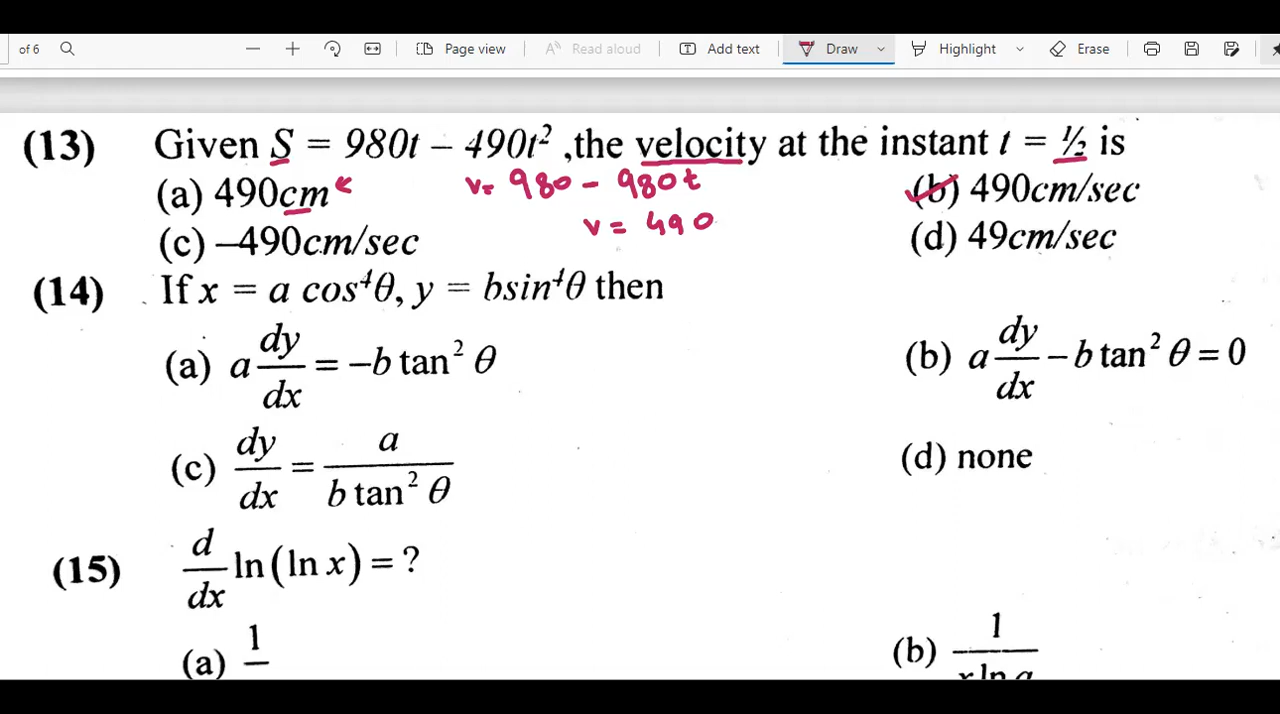 of 6 Page view Read aloud Add text Draw Highlight Erase
(13) Given S = 980t – 490t² ,the velocity at the instant t = ½ is
(a) 490cm v= 980 - 980t (b) 490cm/sec
v = 490
(c) –490cm/sec (d) 49cm/sec
(14) If x = a cos⁴θ, y = bsin⁴θ then
(a) a dy/dx = –b tan² θ (b) a dy/dx – b tan² θ = 0
(c) dy/dx = a / b tan² θ (d) none
(15) d/dx ln(ln x) = ?
(a) 1 (b) 1 / x ln a